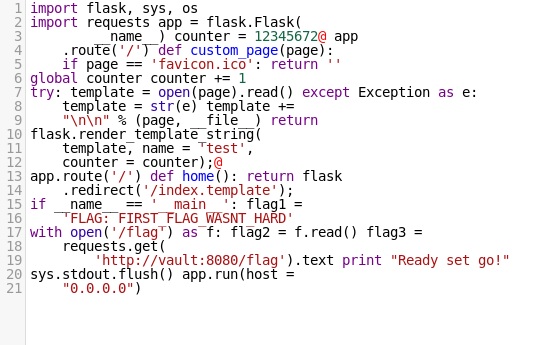 1 import flask, sys, os
2 import requests app = flask.Flask(
3 __name__) counter = 12345672@ app
4 .route('/') def custom_page(page):
5 if page == 'favicon.ico': return ''
6 global counter counter += 1
7 try: template = open(page).read() except Exception as e:
8 template = str(e) template +=
9 "\n\n" % (page, __file__) return
10 flask.render_template_string(
11 template, name = 'test',
12 counter = counter);@
13 app.route('/') def home(): return flask
14 .redirect('/index.template');
15 if __name__ == '__main__': flag1 =
16 'FLAG: FIRST_FLAG_WASNT_HARD'
17 with open('/flag') as f: flag2 = f.read() flag3 =
18 requests.get(
19 'http://vault:8080/flag').text print "Ready set go!"
20 sys.stdout.flush() app.run(host =
21 "0.0.0.0")